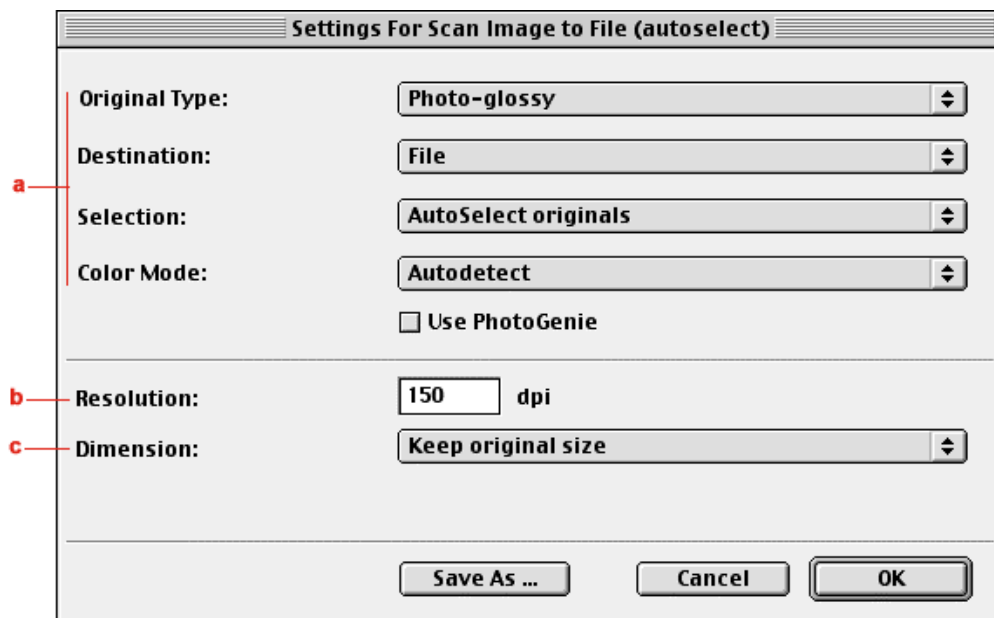 Settings For Scan Image to File (autoselect)
Original Type: Photo-glossy
Destination: File
a
Selection: AutoSelect originals
Color Mode: Autodetect
Use PhotoGenie
b Resolution: 150 dpi
c Dimension: Keep original size
Save As ... Cancel OK